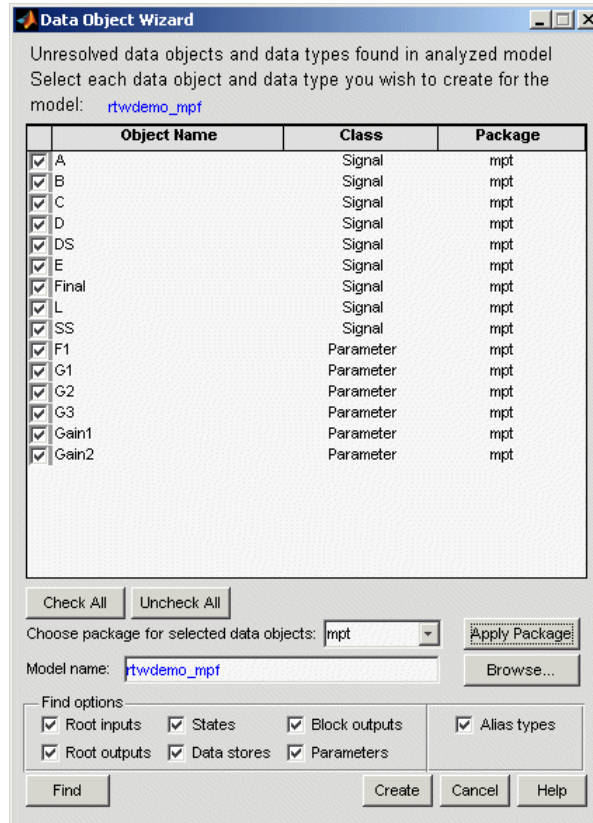 Data Object Wizard
Unresolved data objects and data types found in analyzed model
Select each data object and data type you wish to create for the
model: rtwdemo_mpf
Object Name Class Package
A Signal mpt
B Signal mpt
C Signal mpt
D Signal mpt
DS Signal mpt
E Signal mpt
Final Signal mpt
L Signal mpt
SS Signal mpt
F1 Parameter mpt
G1 Parameter mpt
G2 Parameter mpt
G3 Parameter mpt
Gain1 Parameter mpt
Gain2 Parameter mpt
Check All Uncheck All
Choose package for selected data objects: mpt Apply Package
Model name: rtwdemo_mpf Browse...
Find options
Root inputs States Block outputs Alias types
Root outputs Data stores Parameters
Find Create Cancel Help